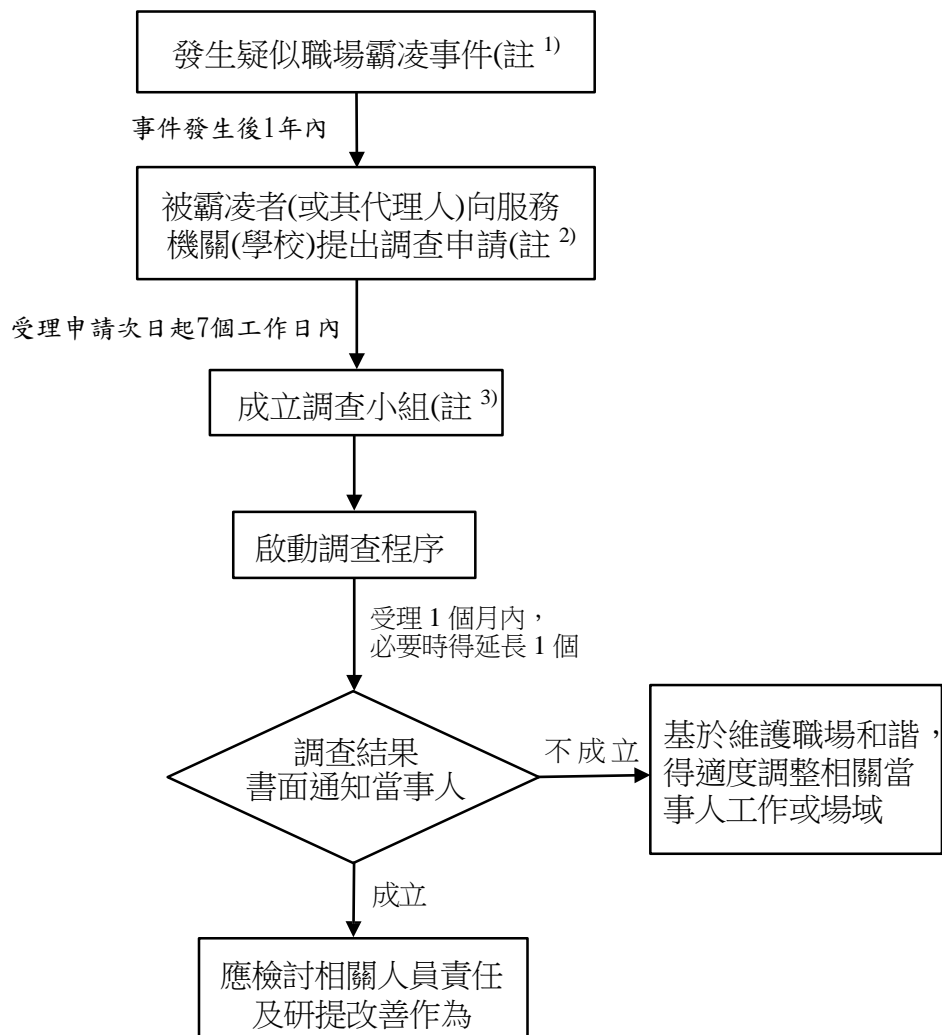 發生疑似職場霸凌事件(註 1)
事件發生後1年內
被霸凌者(或其代理人)向服務
機關(學校)提出調查申請(註 2)
受理申請次日起7個工作日內
成立調查小組(註 3)
啟動調查程序
受理 1 個月內，
必要時得延長 1 個
調查結果
書面通知當事人
不成立
基於維護職場和諧，
得適度調整相關當
事人工作或場域
成立
應檢討相關人員責任
及研提改善作為